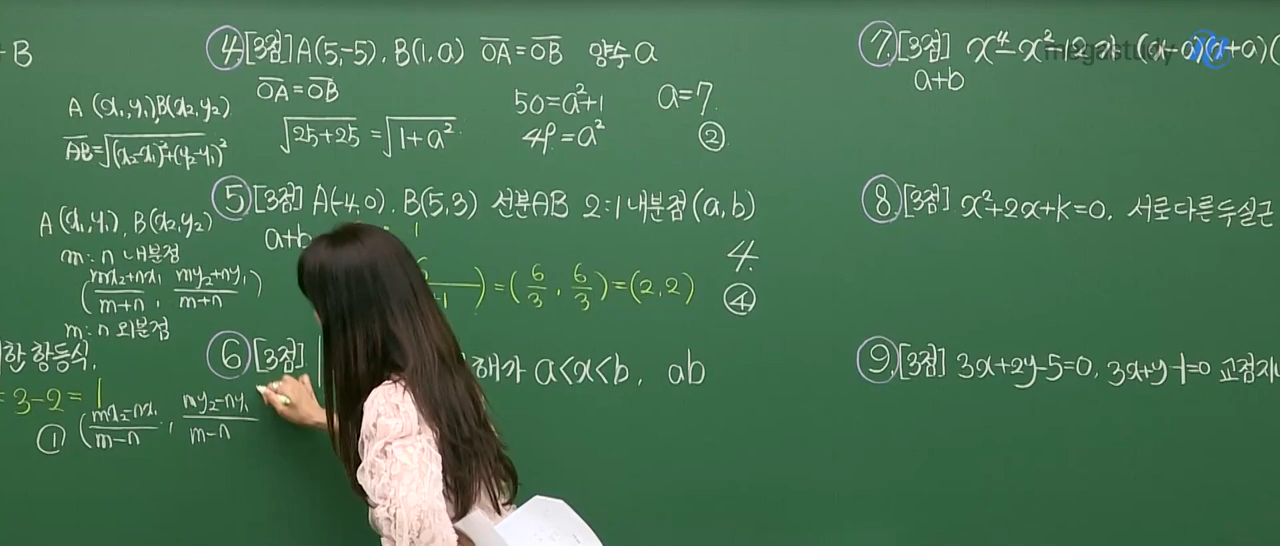 + B
A (x₁, y₁), B(x₂, y₂)
AB = √(x₂-x₁)²+(y₂-y₁)²
A (x₁, y₁), B(x₂, y₂)
m : n 내분점
(mx₂+nx₁/m+n, my₂+ny₁/m+n)
m : n 외분점
한 항등식.
= 3-2 = 1
① (mx₂-nx₁/m-n, my₂-ny₁/m-n)
4 [3점] A(5,-5), B(1, a) OA = OB 양수 a
OA = OB
√25+25 = √1+a²
50 = a²+1
49 = a²
a = 7
②
5 [3점] A(-4,0), B(5,3) 선분AB 2:1 내분점 (a, b)
a+b
) = (6/3, 6/3) = (2, 2)
4.
④
6 [3점]
해가 a<x<b, ab
7. [3점] x⁴-x²-12
a+b
megastudy
8. [3점] x²+2x+k=0, 서로 다른 두 실근
9. [3점] 3x+2y-5=0, 3x+y-1=0 교점